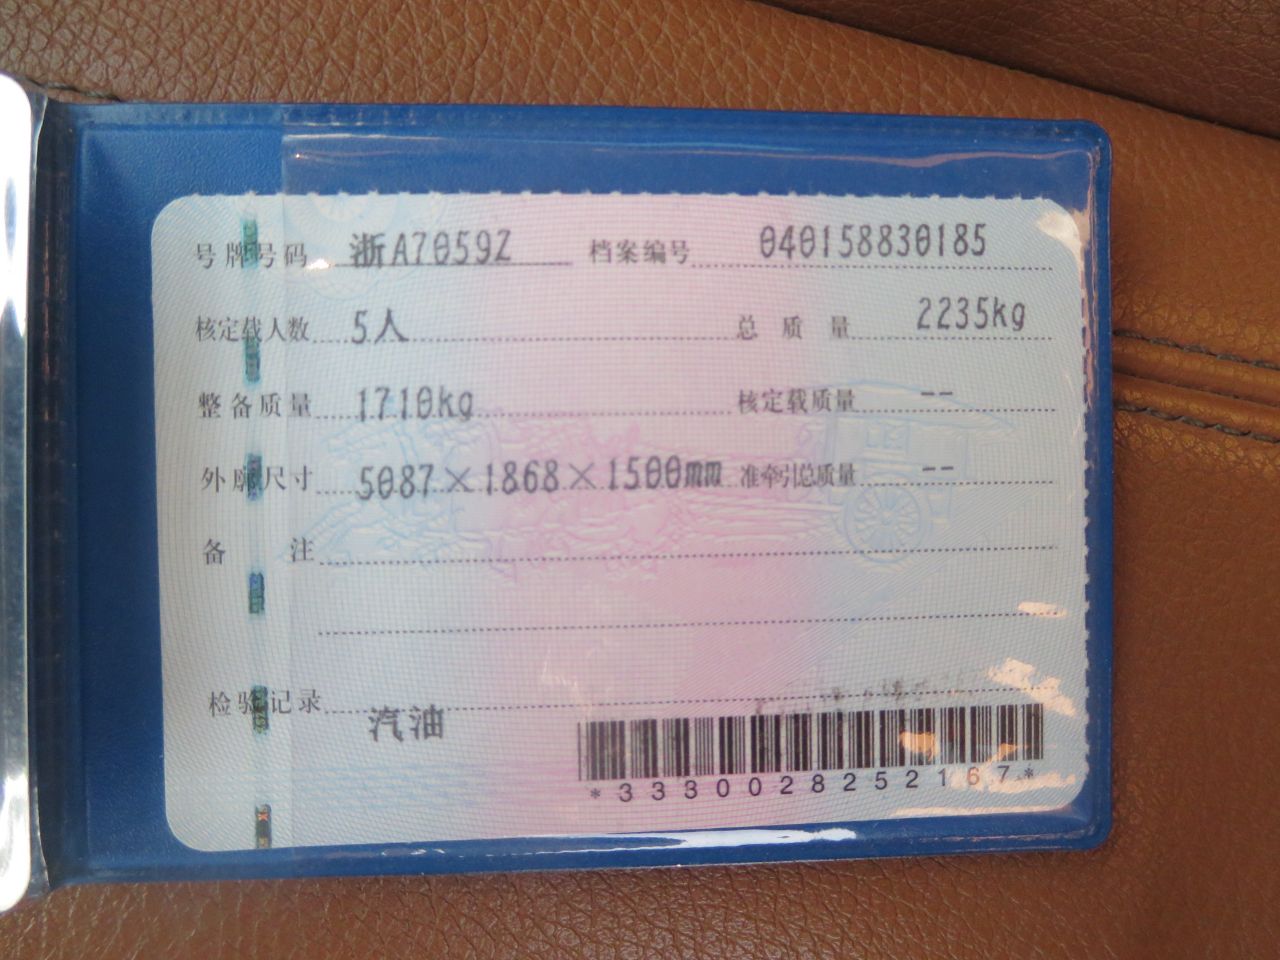 号牌号码 浙A7059Z 档案编号 040158830185
核定载人数 5人 总质量 2235kg
整备质量 1710kg 核定载质量 --
外廓尺寸 5087×1868×1500mm 准牵引总质量 --
备注
检验记录
汽油
*3330028252167*